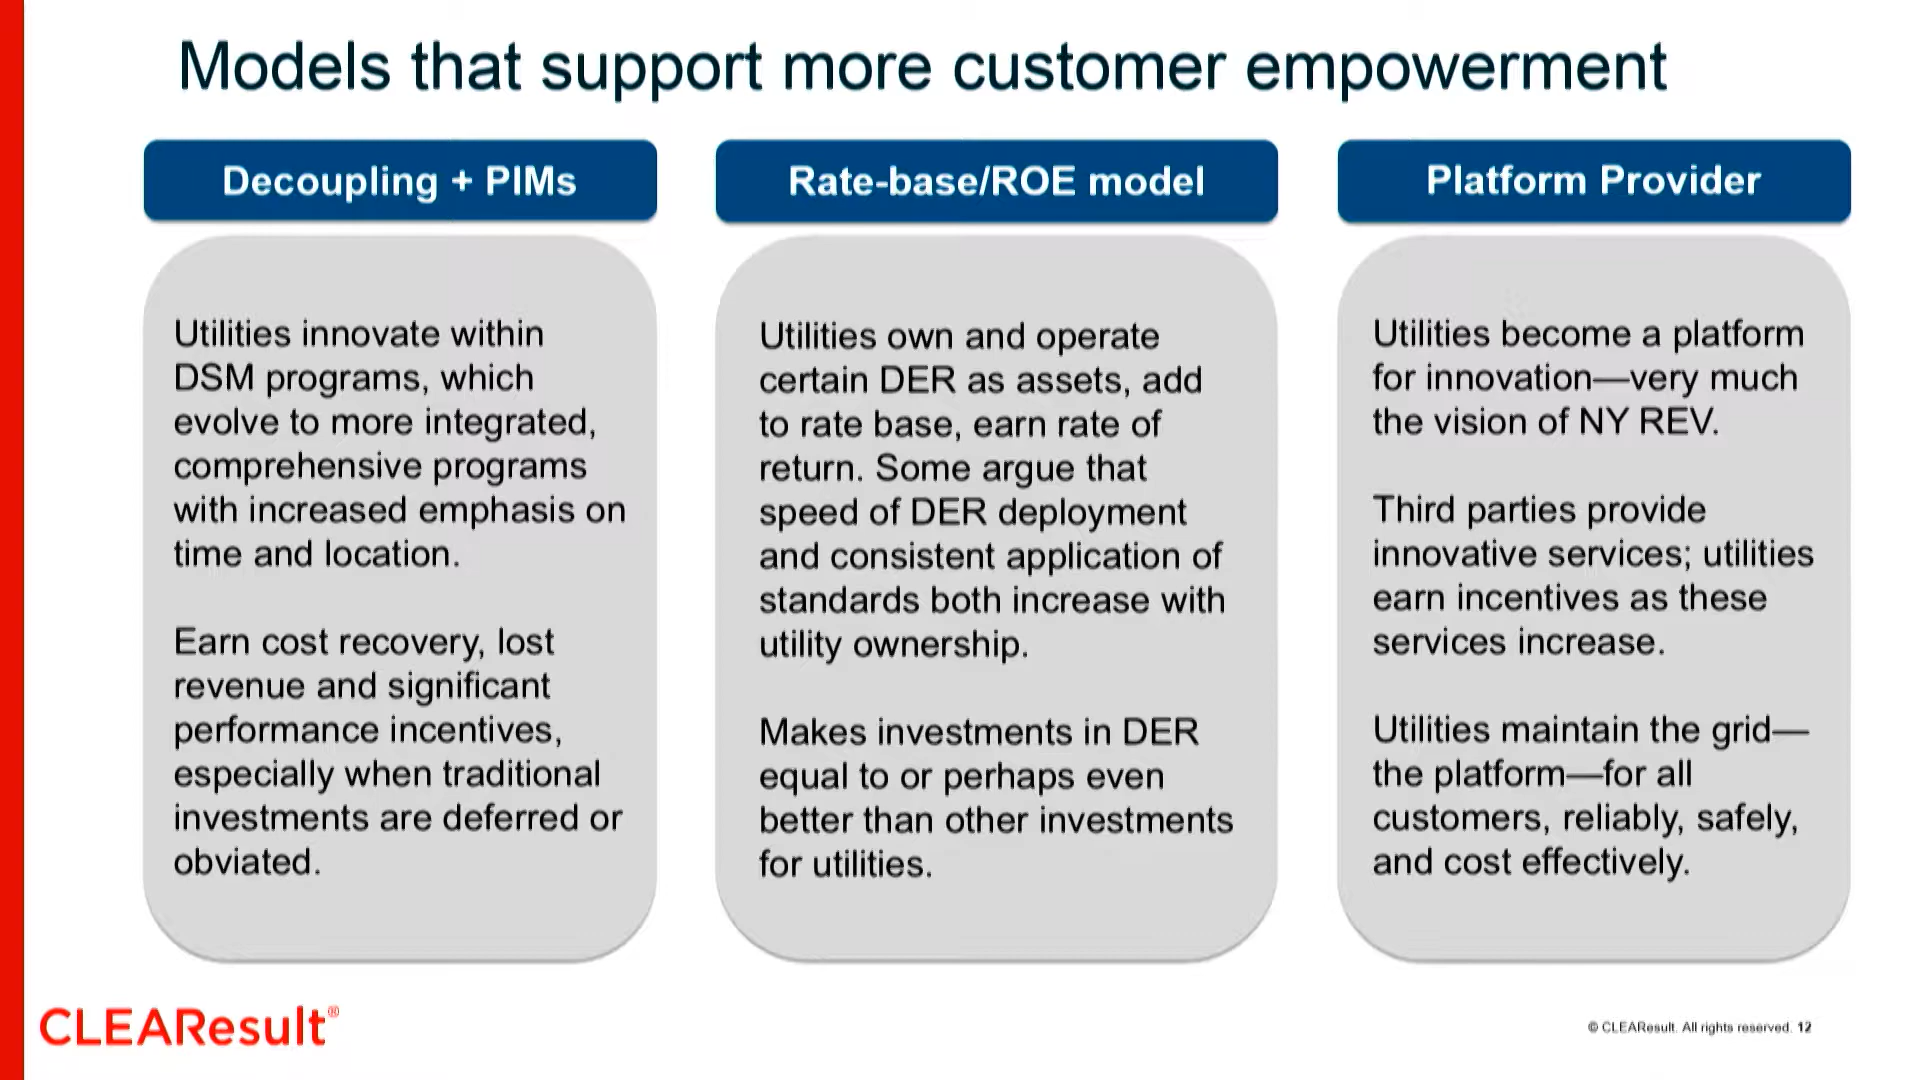 Models that support more customer empowerment
Decoupling + PIMs
Utilities innovate within
DSM programs, which
evolve to more integrated,
comprehensive programs
with increased emphasis on
time and location.
Earn cost recovery, lost
revenue and significant
performance incentives,
especially when traditional
investments are deferred or
obviated.
Rate-base/ROE model
Utilities own and operate
certain DER as assets, add
to rate base, earn rate of
return. Some argue that
speed of DER deployment
and consistent application of
standards both increase with
utility ownership.
Makes investments in DER
equal to or perhaps even
better than other investments
for utilities.
Platform Provider
Utilities become a platform
for innovation—very much
the vision of NY REV.
Third parties provide
innovative services; utilities
earn incentives as these
services increase.
Utilities maintain the grid—
the platform—for all
customers, reliably, safely,
and cost effectively.
CLEAResult®
© CLEAResult. All rights reserved. 12